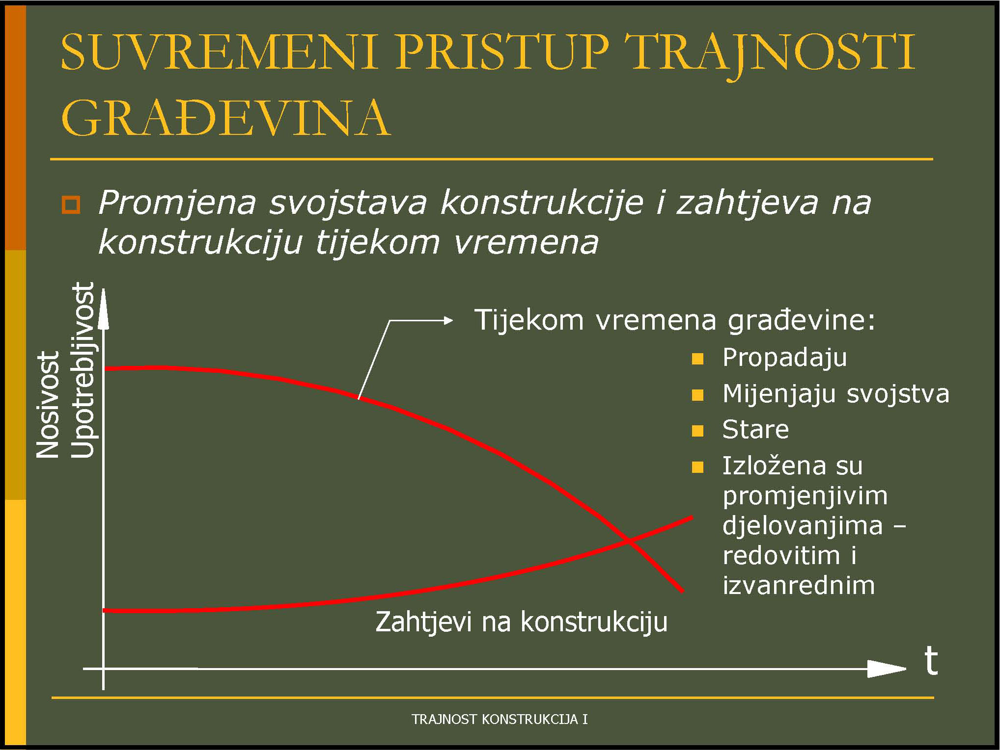 SUVREMENI PRISTUP TRAJNOSTI
GRAĐEVINA
Promjena svojstava konstrukcije i zahtjeva na
konstrukciju tijekom vremena
Nosivost
Upotrebljivost
Tijekom vremena građevine:
Propadaju
Mijenjaju svojstva
Stare
Izložena su
promjenjivim
djelovanjima –
redovitim i
izvanrednim
Zahtjevi na konstrukciju
t
TRAJNOST KONSTRUKCIJA I